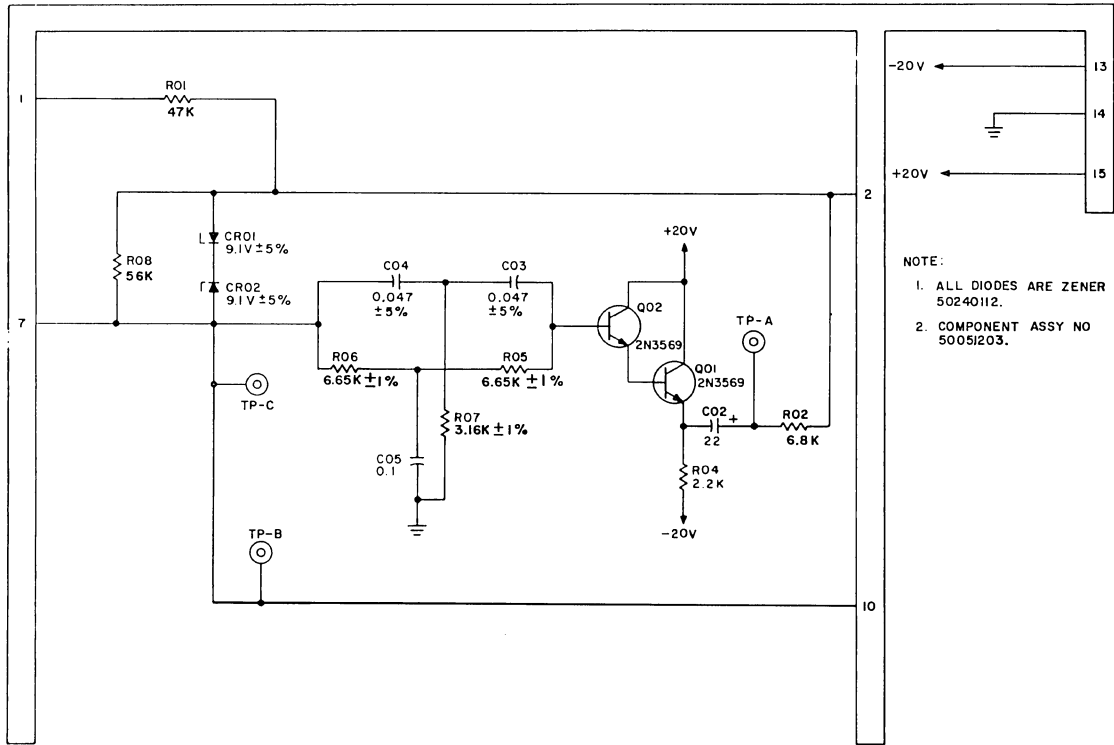 1
R01
47K
2
R08
56K
CR01
9.1V ±5%
CR02
9.1V ±5%
7
C04
0.047
±5%
C03
0.047
±5%
R06
6.65K ±1%
R05
6.65K ±1%
R07
3.16K ±1%
C05
0.1
+20V
Q02
2N3569
Q01
2N3569
TP-A
C02 +
22
R02
6.8K
R04
2.2K
-20V
TP-C
TP-B
10
-20V
13
14
+20V
15
NOTE:
1. ALL DIODES ARE ZENER
50240112.
2. COMPONENT ASSY NO
50051203.